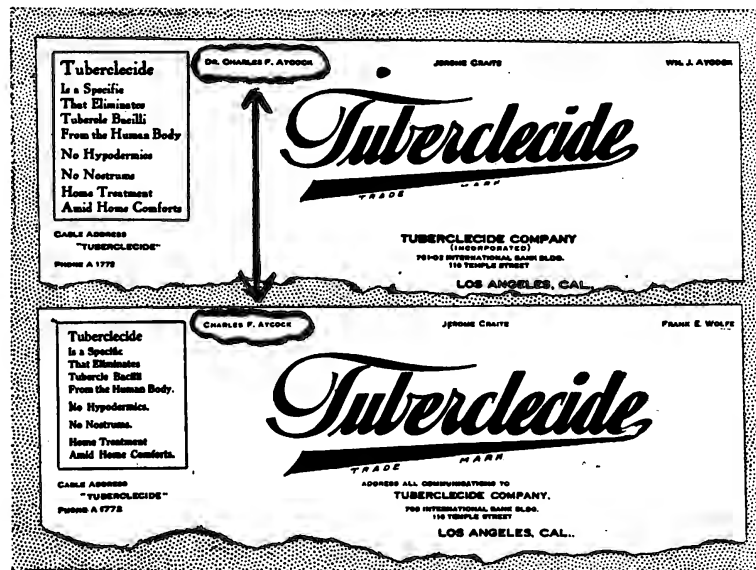 DR. CHARLES F. AYCOCK
JEROME CRAITE
WM. J. AYCOCK
Tuberclecide
Is a Specific
That Eliminates
Tubercle Bacilli
From the Human Body
No Hypodermics
No Nostrums
Home Treatment
Amid Home Comforts
CABLE ADDRESS
"TUBERCLECIDE"
PHONE A 1772
Tuberclecide
TRADE MARK
TUBERCLECIDE COMPANY
(INCORPORATED)
701-02 INTERNATIONAL BANK BLDG.
116 TEMPLE STREET
LOS ANGELES, CAL.
CHARLES F. AYCOCK
JEROME CRAITE
FRANK E. WOLFE
Tuberclecide
Is a Specific
That Eliminates
Tubercle Bacilli
From the Human Body.
No Hypodermics.
No Nostrums.
Home Treatment
Amid Home Comforts.
CABLE ADDRESS
"TUBERCLECIDE"
PHONE A 1772
Tuberclecide
TRADE MARK
ADDRESS ALL COMMUNICATIONS TO
TUBERCLECIDE COMPANY,
INTERNATIONAL BANK BLDG.
116 TEMPLE STREET
LOS ANGELES, CAL..